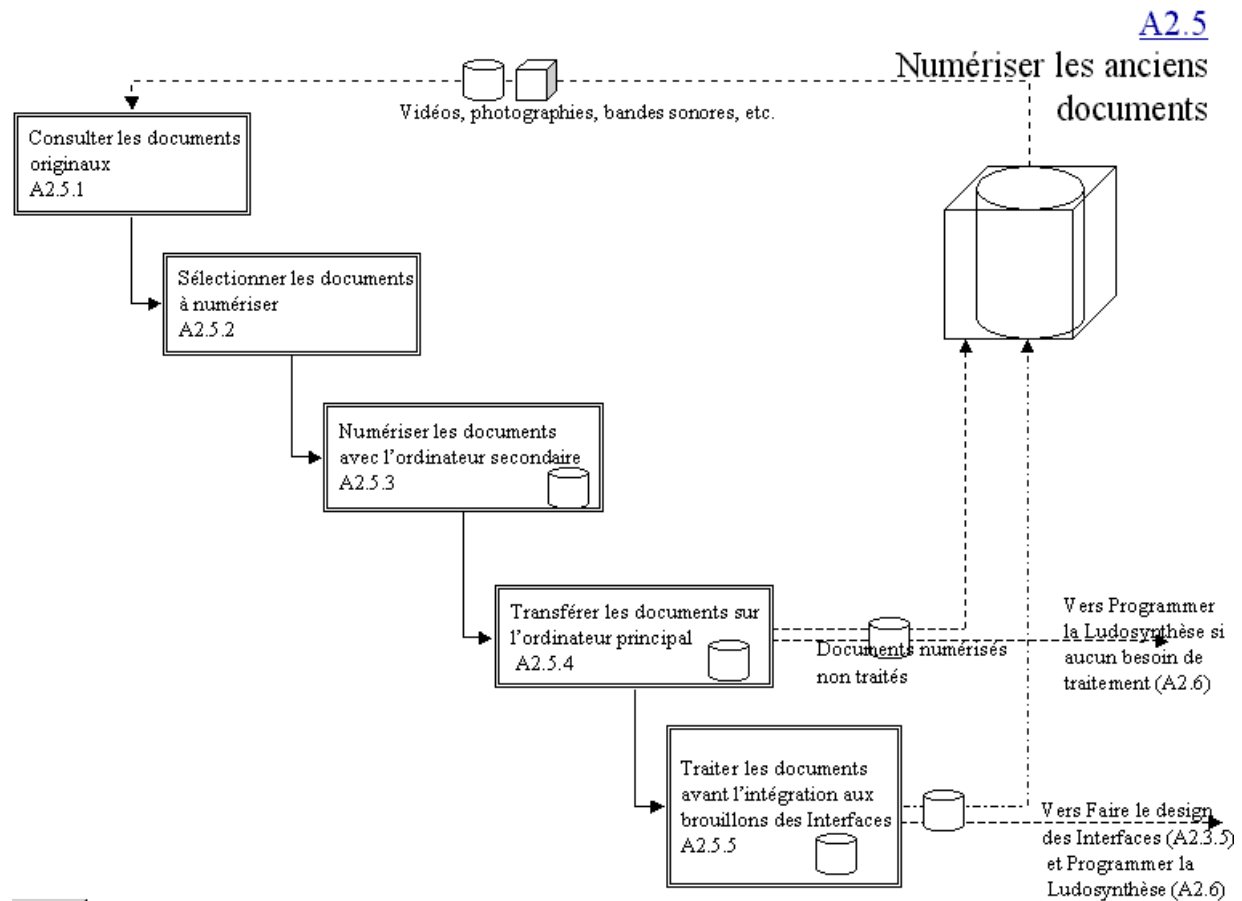 A2.5
Numériser les anciens
documents
Vidéos, photographies, bandes sonores, etc.
Consulter les documents
originaux
A2.5.1
Sélectionner les documents
à numériser
A2.5.2
Numériser les documents
avec l'ordinateur secondaire
A2.5.3
Transférer les documents sur
l'ordinateur principal
A2.5.4
Documents numérisés
non traités
Vers Programmer
la Ludosynthèse si
aucun besoin de
traitement (A2.6)
Traiter les documents
avant l'intégration aux
brouillons des Interfaces
A2.5.5
Vers Faire le design
des Interfaces (A2.3.5)
et Programmer la
Ludosynthèse (A2.6)